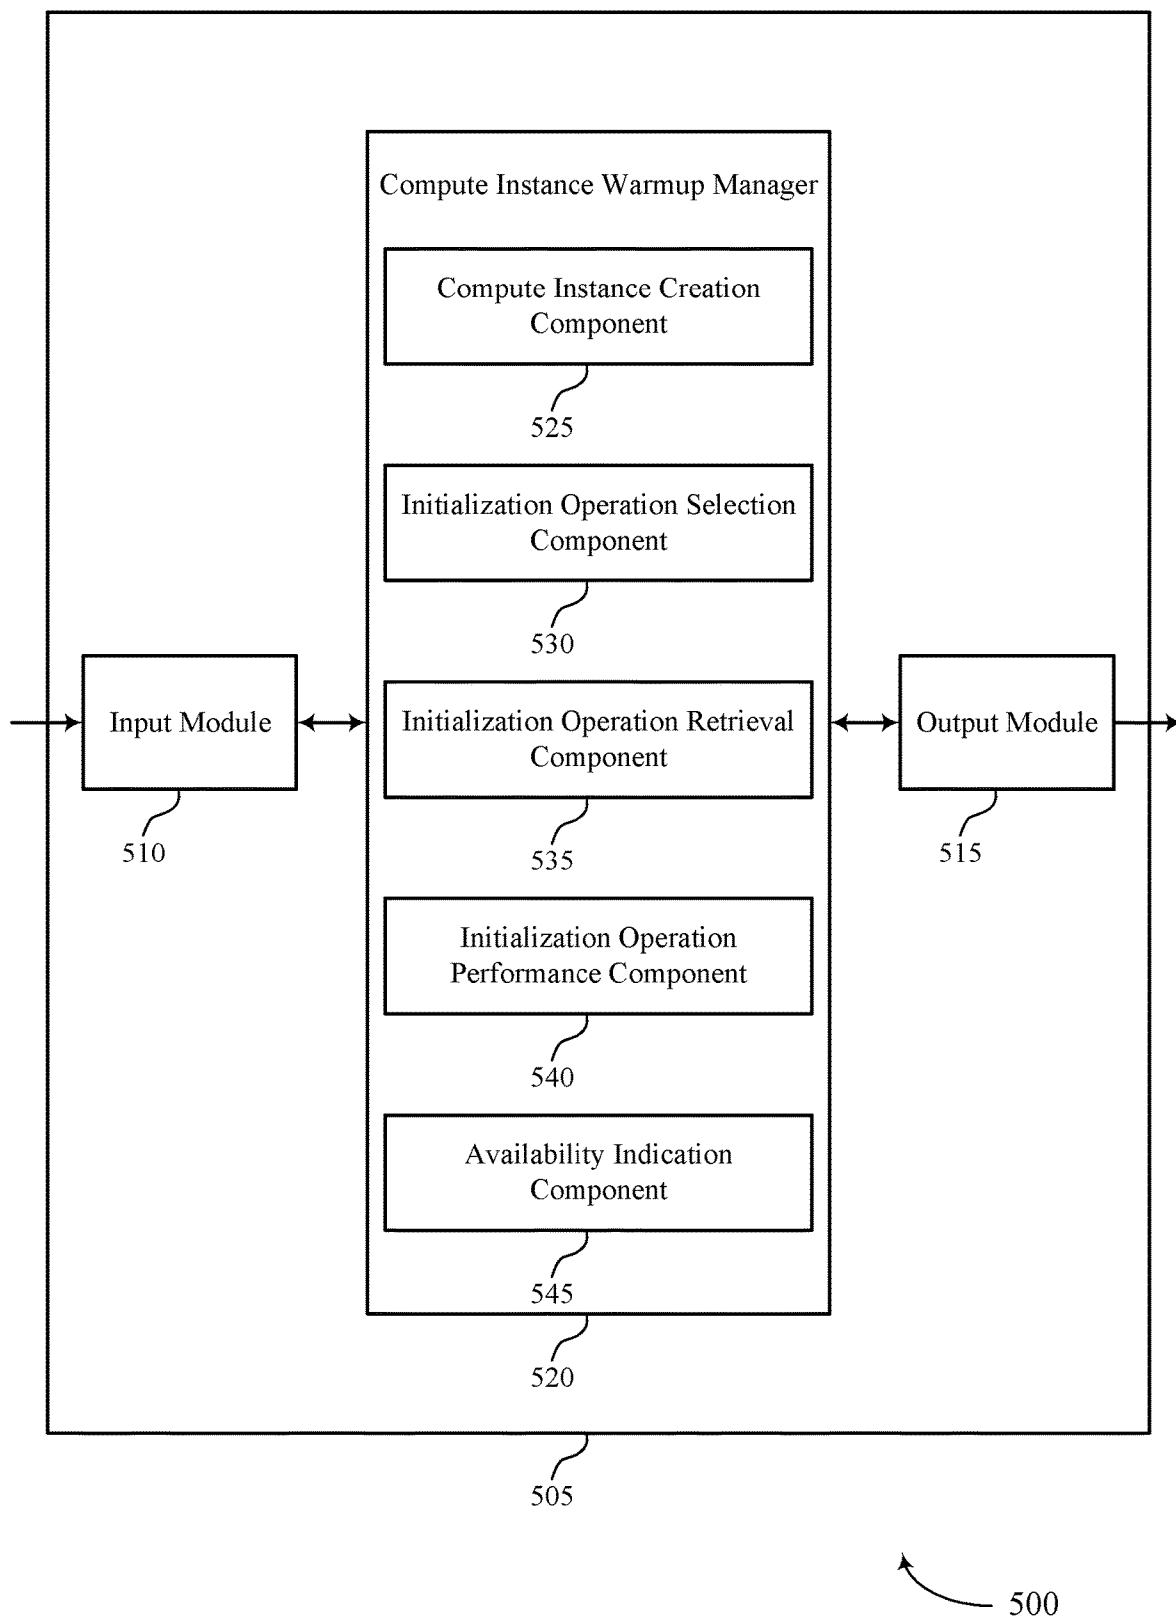 Compute Instance Warmup Manager
Compute Instance Creation
Component
525
Initialization Operation Selection
Component
530
Input Module
510
Initialization Operation Retrieval
Component
535
Output Module
515
Initialization Operation
Performance Component
540
Availability Indication
Component
545
520
505
500